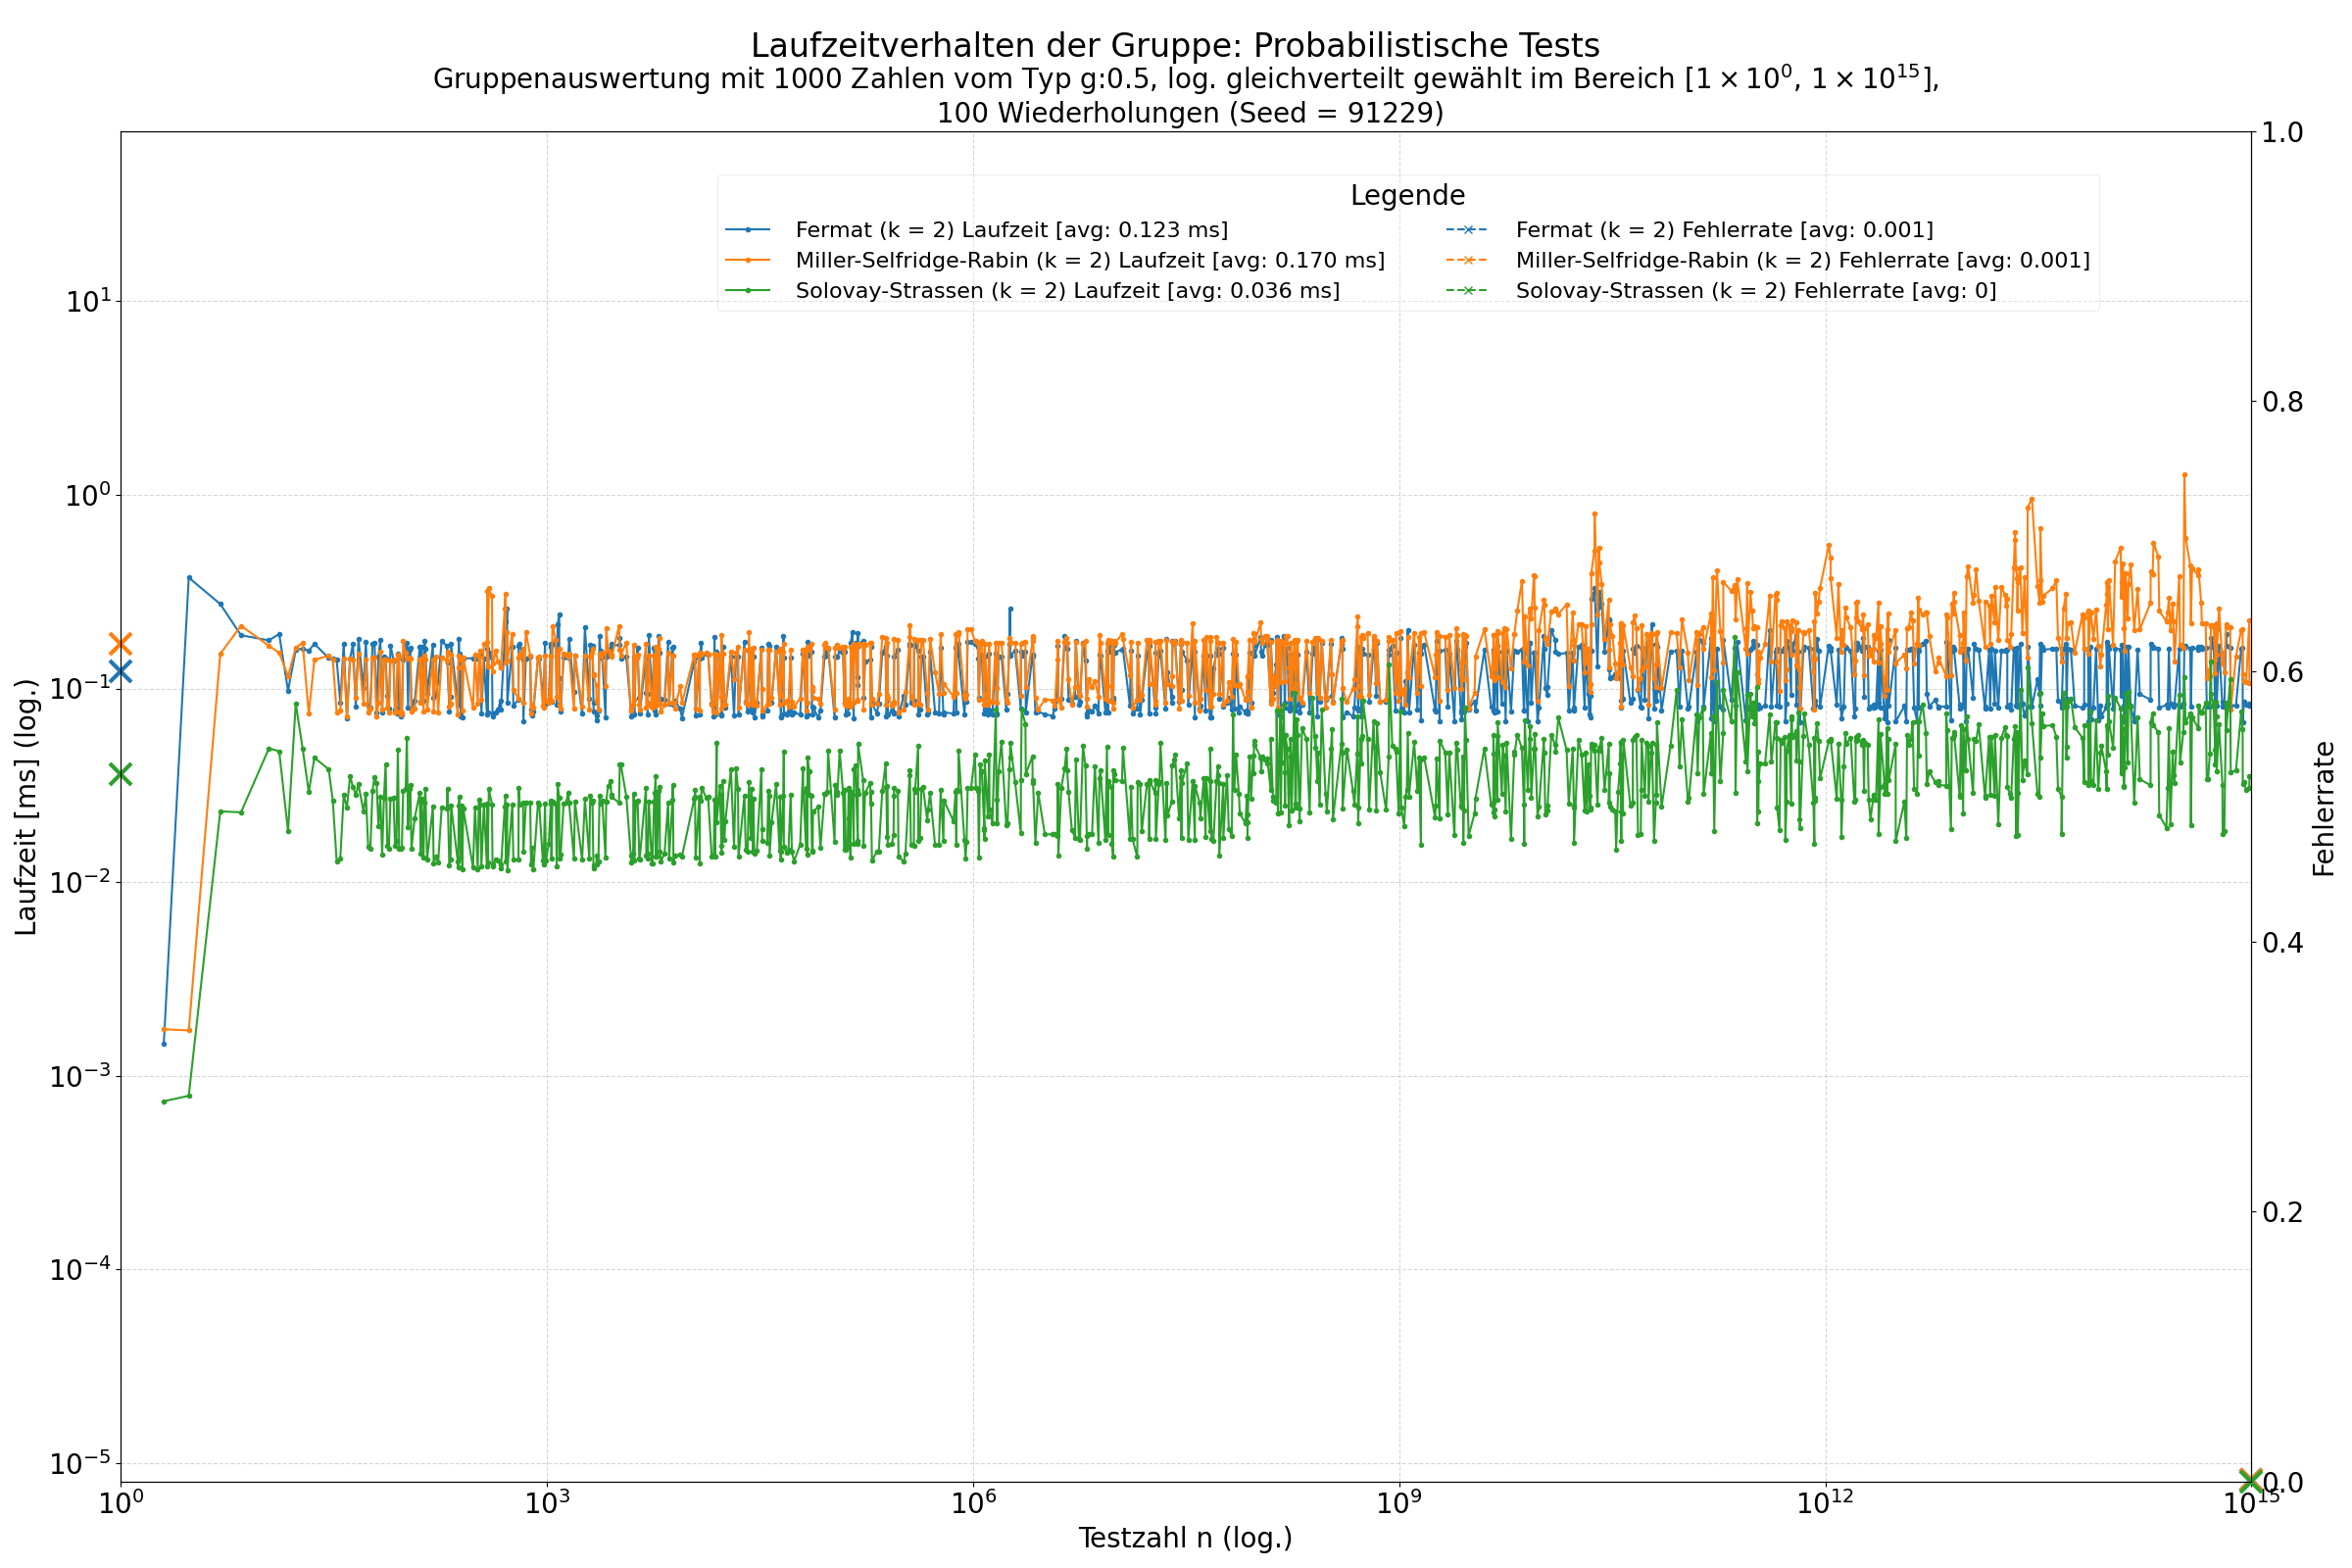 Laufzeitverhalten der Gruppe: Probabilistische Tests
Gruppenauswertung mit 1000 Zahlen vom Typ g:0.5, log. gleichverteilt gewählt im Bereich [1 × 10⁰, 1 × 10¹⁵],
100 Wiederholungen (Seed = 91229)
Legende
Fermat (k = 2) Laufzeit [avg: 0.123 ms]
Miller-Selfridge-Rabin (k = 2) Laufzeit [avg: 0.170 ms]
Solovay-Strassen (k = 2) Laufzeit [avg: 0.036 ms]
Fermat (k = 2) Fehlerrate [avg: 0.001]
Miller-Selfridge-Rabin (k = 2) Fehlerrate [avg: 0.001]
Solovay-Strassen (k = 2) Fehlerrate [avg: 0]
Laufzeit [ms] (log.)
10¹
10⁰
10⁻¹
10⁻²
10⁻³
10⁻⁴
10⁻⁵
10⁰
10³
10⁶
10⁹
10¹²
10¹⁵
Testzahl n (log.)
1.0
0.8
0.6
0.4
0.2
0.0
Fehlerrate